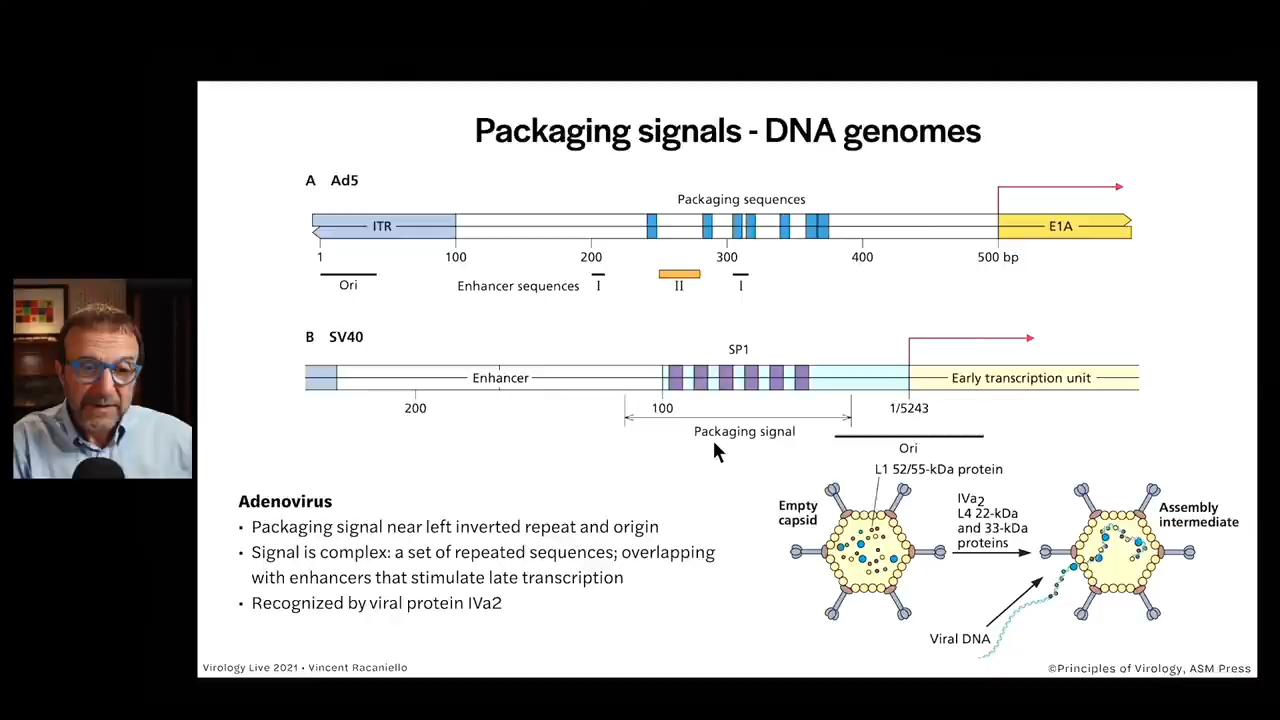 Packaging signals - DNA genomes
A Ad5
Packaging sequences
ITR
E1A
1 100 200 300 400 500 bp
Ori
Enhancer sequences I II I
B SV40
SP1
Enhancer
Early transcription unit
200 100 1/5243
Packaging signal
Ori
Adenovirus
• Packaging signal near left inverted repeat and origin
• Signal is complex: a set of repeated sequences; overlapping
with enhancers that stimulate late transcription
• Recognized by viral protein IVa2
L1 52/55-kDa protein
Empty
capsid
IVa2
L4 22-kDa
and 33-kDa
proteins
Assembly
intermediate
Viral DNA
Virology Live 2021 • Vincent Racaniello
©Principles of Virology, ASM Press